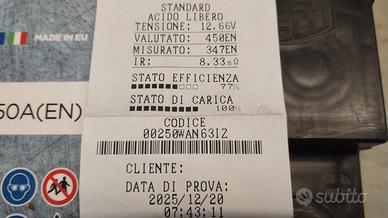 STANDARD
ACIDO LIBERO
TENSIONE: 12.66V
VALUTATO: 450EN
MISURATO: 347EN
IR: 8.33mΩ
STATO EFFICIENZA
77%
STATO DI CARICA
100%
CODICE
00250WAN63IZ
CLIENTE:
DATA DI PROVA:
2025/12/20
07:43:11
MADE IN EU
50A(EN)
subito